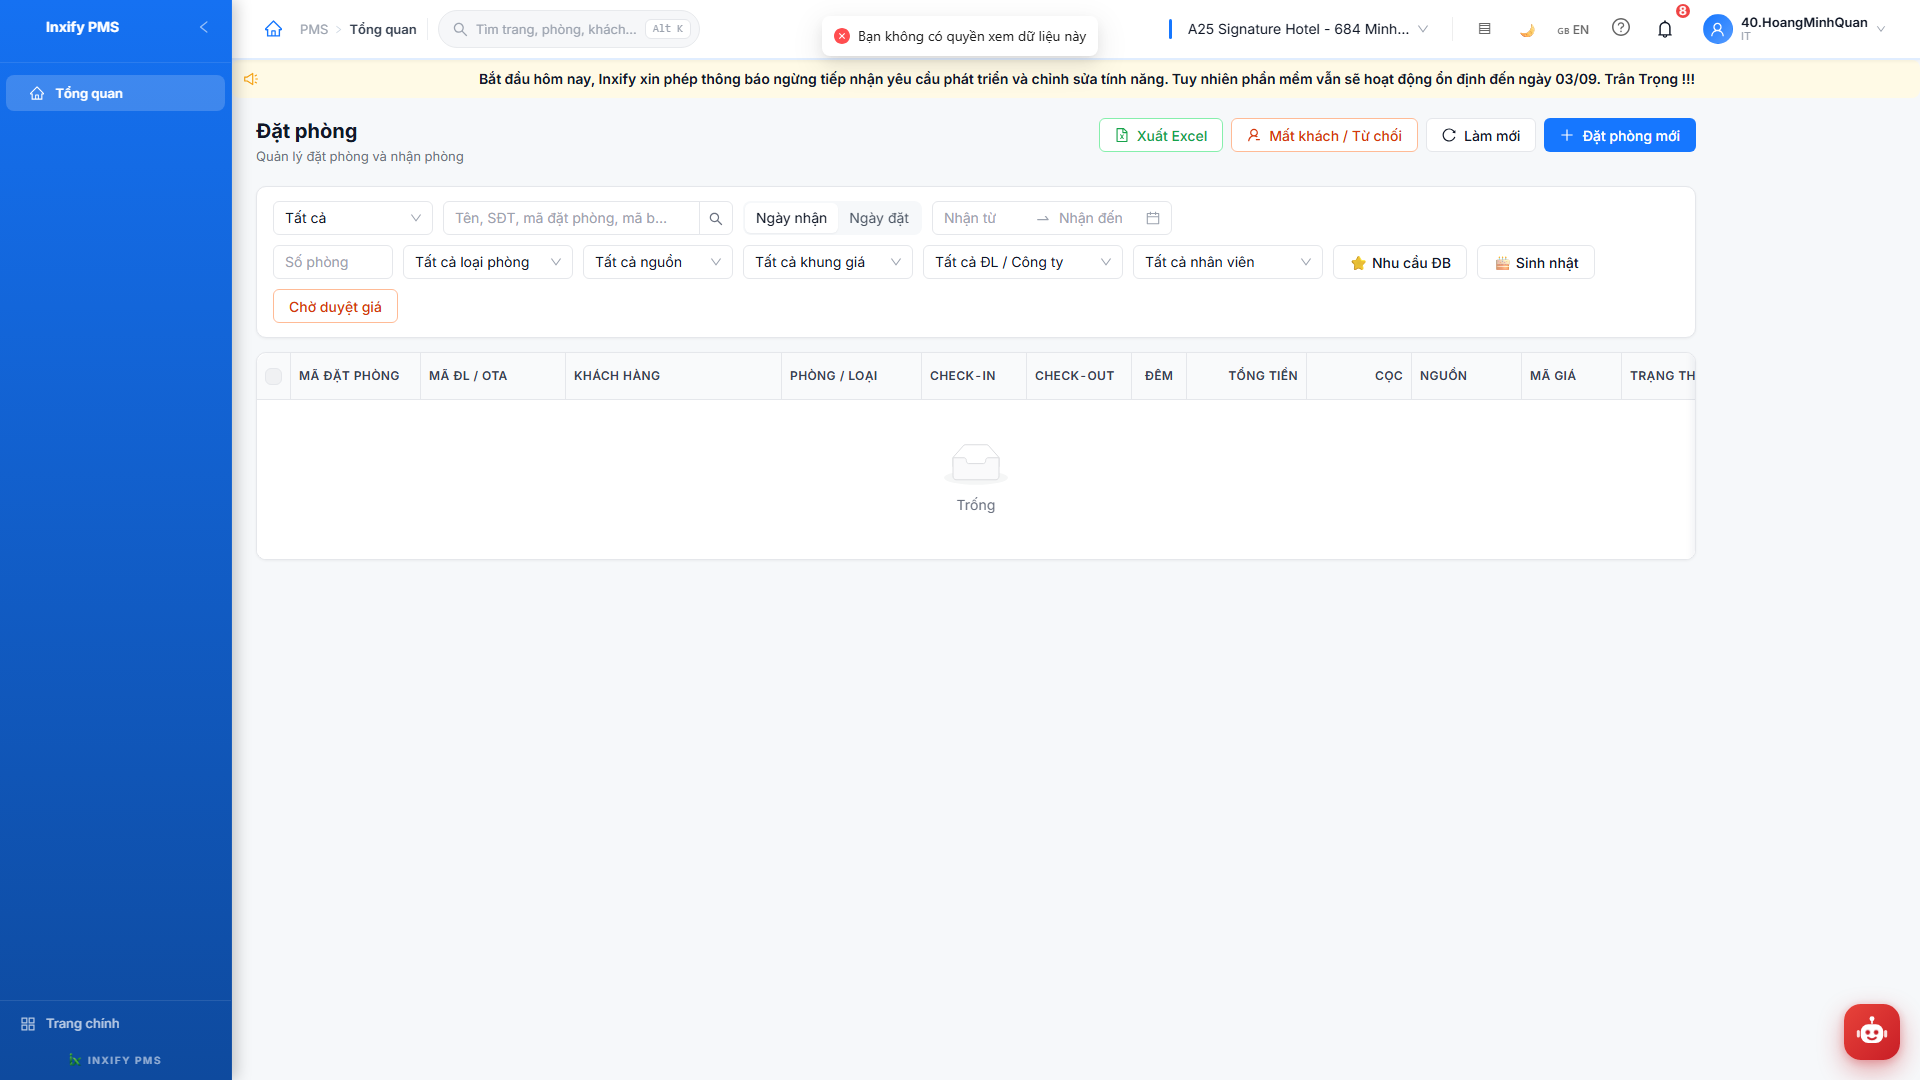 Inxify PMS
PMS > Tổng quan
Tìm trang, phòng, khách... Alt K
Bạn không có quyền xem dữ liệu này
A25 Signature Hotel - 684 Minh...
GB EN
8
40.HoangMinhQuan
IT
Tổng quan
Bắt đầu hôm nay, Inxify xin phép thông báo ngừng tiếp nhận yêu cầu phát triển và chỉnh sửa tính năng. Tuy nhiên phần mềm vẫn sẽ hoạt động ổn định đến ngày 03/09. Trân Trọng !!!
Đặt phòng
Quản lý đặt phòng và nhận phòng
Xuất Excel
Mất khách / Từ chối
Làm mới
Đặt phòng mới
Tất cả
Tên, SĐT, mã đặt phòng, mã b...
Ngày nhận
Ngày đặt
Nhận từ
Nhận đến
Số phòng
Tất cả loại phòng
Tất cả nguồn
Tất cả khung giá
Tất cả ĐL / Công ty
Tất cả nhân viên
Nhu cầu ĐB
Sinh nhật
Chờ duyệt giá
MÃ ĐẶT PHÒNG
MÃ ĐL / OTA
KHÁCH HÀNG
PHÒNG / LOẠI
CHECK-IN
CHECK-OUT
ĐÊM
TỔNG TIỀN
CỌC
NGUỒN
MÃ GIÁ
TRẠNG TH
Trống
Trang chính
INXIFY PMS